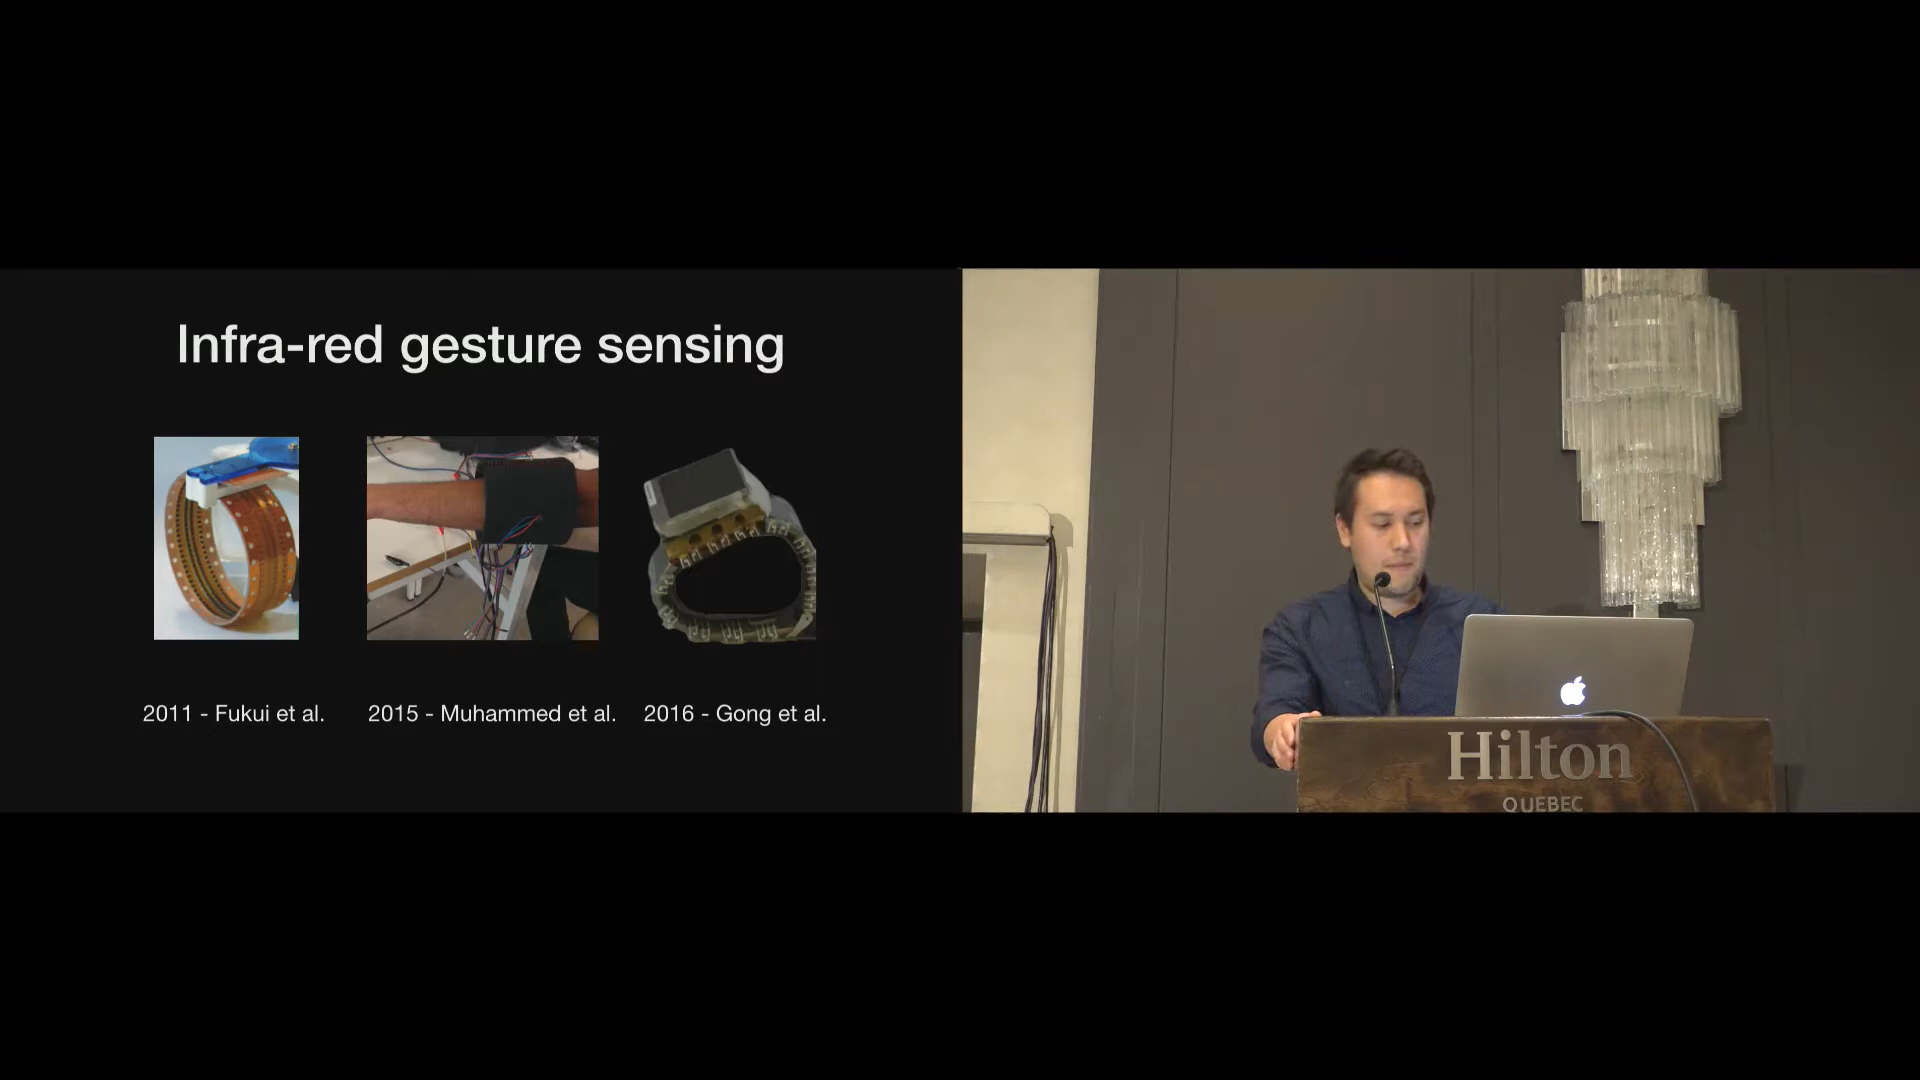 Infra-red gesture sensing
2011 - Fukui et al.
2015 - Muhammed et al.
2016 - Gong et al.
Hilton
QUEBEC